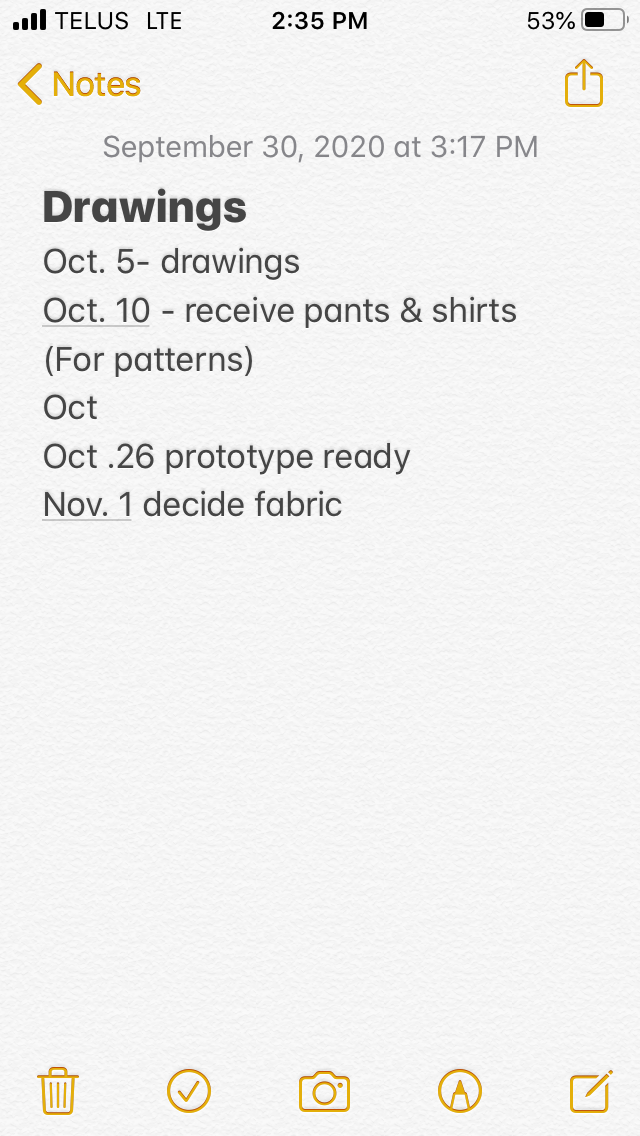 TELUS LTE 2:35 PM 53%
Notes
September 30, 2020 at 3:17 PM
Drawings
Oct. 5- drawings
Oct. 10 - receive pants & shirts
(For patterns)
Oct
Oct .26 prototype ready
Nov. 1 decide fabric